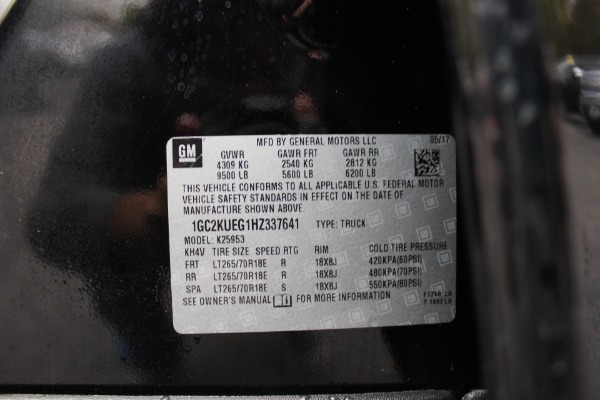 MFD BY GENERAL MOTORS LLC 05/17
GM GVWR GAWR FRT GAWR RR
4309 KG 2540 KG 2812 KG
9500 LB 5600 LB 6200 LB
THIS VEHICLE CONFORMS TO ALL APPLICABLE U.S. FEDERAL MOTOR
VEHICLE SAFETY STANDARDS IN EFFECT ON THE DATE OF
MANUFACTURE SHOWN ABOVE.
1GC2KUEG1HZ337641 TYPE: TRUCK
MODEL: K25953
KH4V TIRE SIZE SPEED RTG RIM COLD TIRE PRESSURE
FRT LT265/70R18E R 18X8J 420KPA(60PSI)
RR LT265/70R18E R 18X8J 480KPA(70PSI)
SPA LT265/70R18E S 18X8J 550KPA(80PSI)
SEE OWNER'S MANUAL FOR MORE INFORMATION